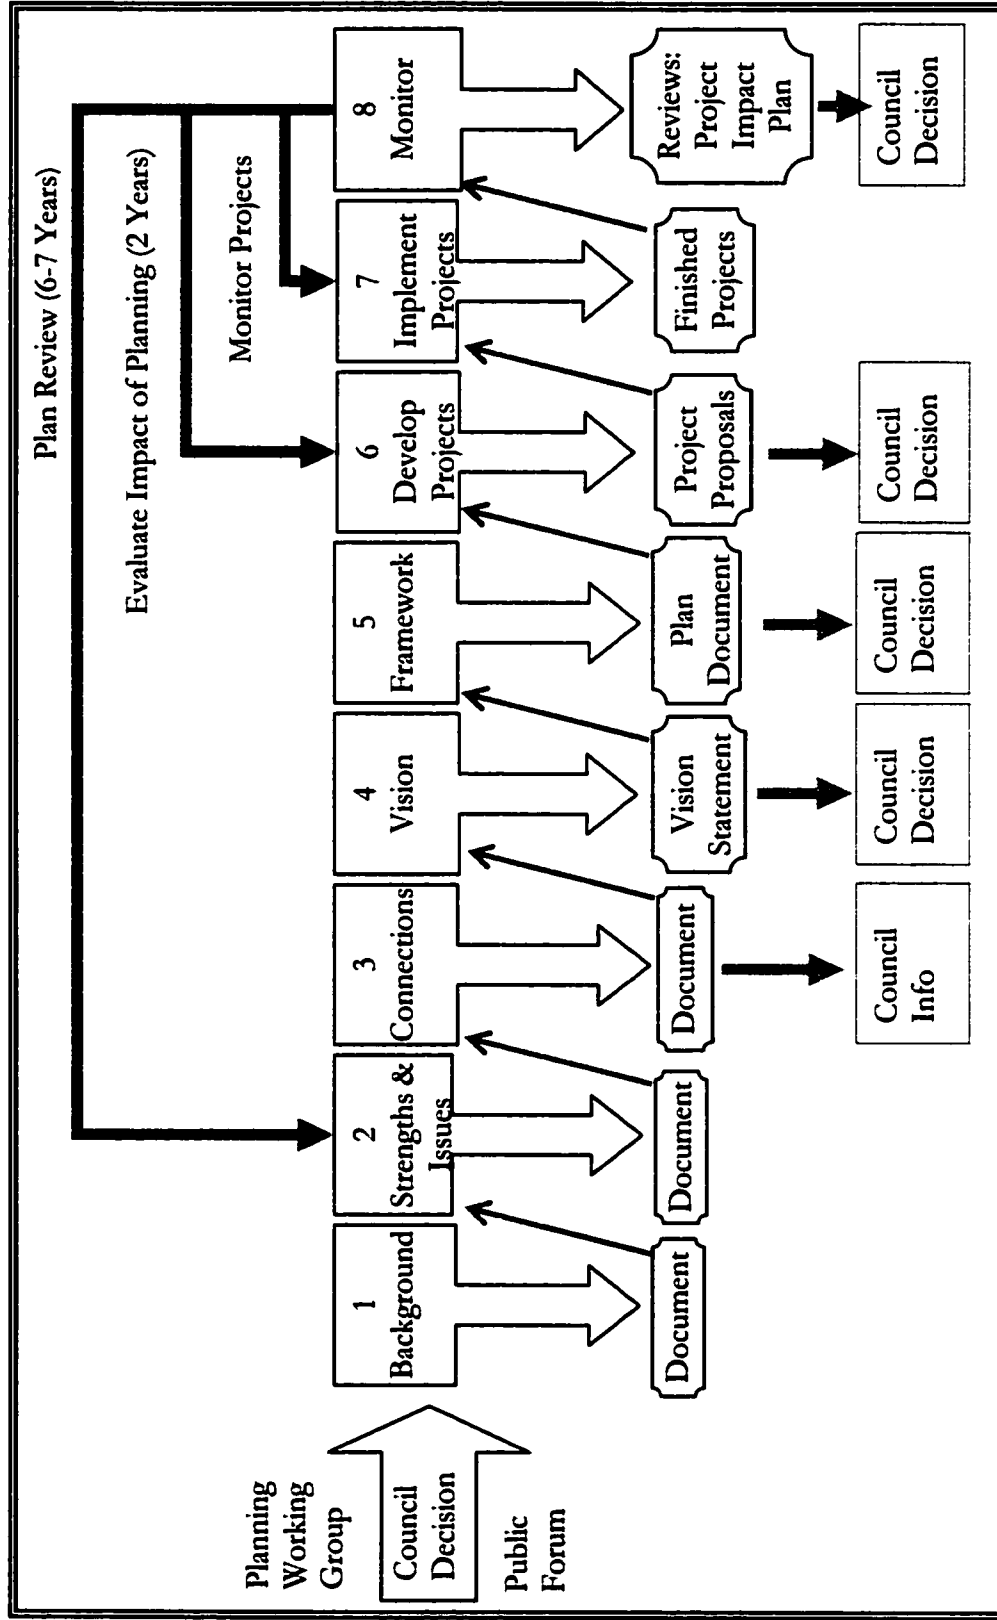 Plan Review (6-7 Years)
Evaluate Impact of Planning (2 Years)
Monitor Projects
Planning
Working
Group
Council
Decision
Public
Forum
1
Background
2
Strengths &
Issues
3
Connections
4
Vision
5
Framework
6
Develop
Projects
7
Implement
Projects
8
Monitor
Document
Document
Document
Vision
Statement
Plan
Document
Project
Proposals
Finished
Projects
Reviews:
Project
Impact
Plan
Council
Info
Council
Decision
Council
Decision
Council
Decision
Council
Decision